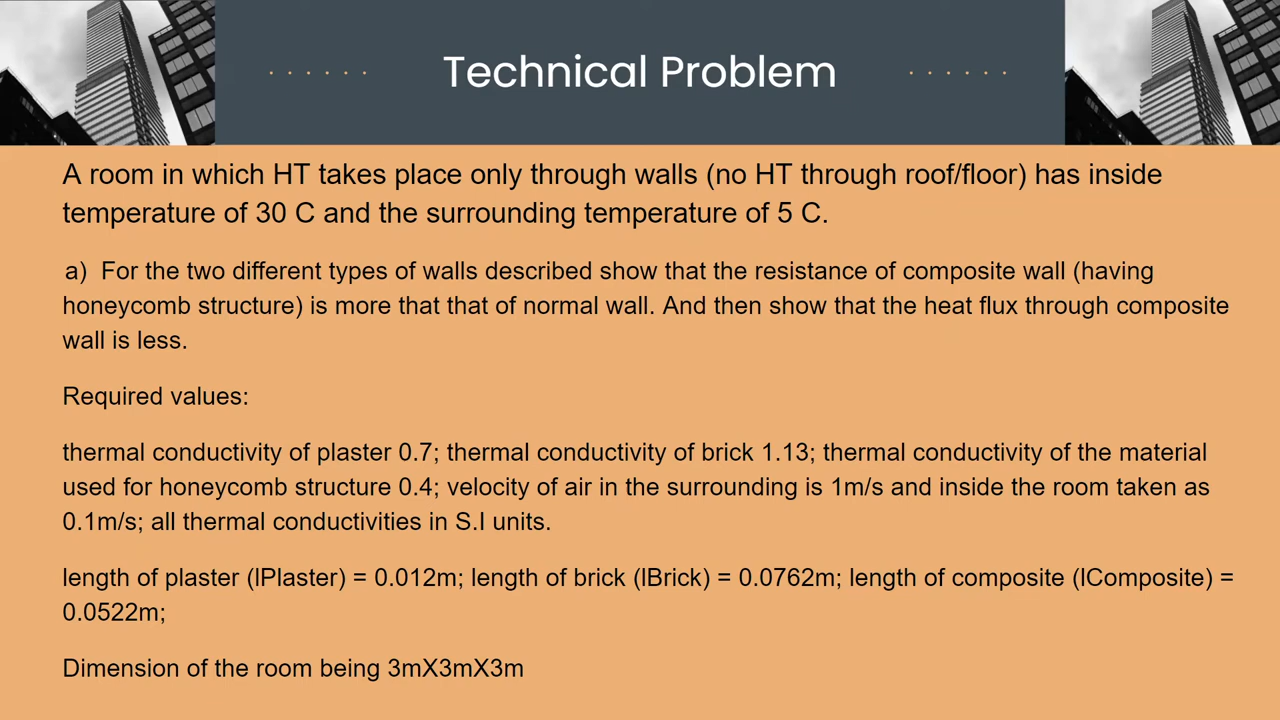 Technical Problem
A room in which HT takes place only through walls (no HT through roof/floor) has inside
temperature of 30 C and the surrounding temperature of 5 C.
a) For the two different types of walls described show that the resistance of composite wall (having
honeycomb structure) is more that that of normal wall. And then show that the heat flux through composite
wall is less.
Required values:
thermal conductivity of plaster 0.7; thermal conductivity of brick 1.13; thermal conductivity of the material
used for honeycomb structure 0.4; velocity of air in the surrounding is 1m/s and inside the room taken as
0.1m/s; all thermal conductivities in S.I units.
length of plaster (lPlaster) = 0.012m; length of brick (lBrick) = 0.0762m; length of composite (lComposite) =
0.0522m;
Dimension of the room being 3mX3mX3m